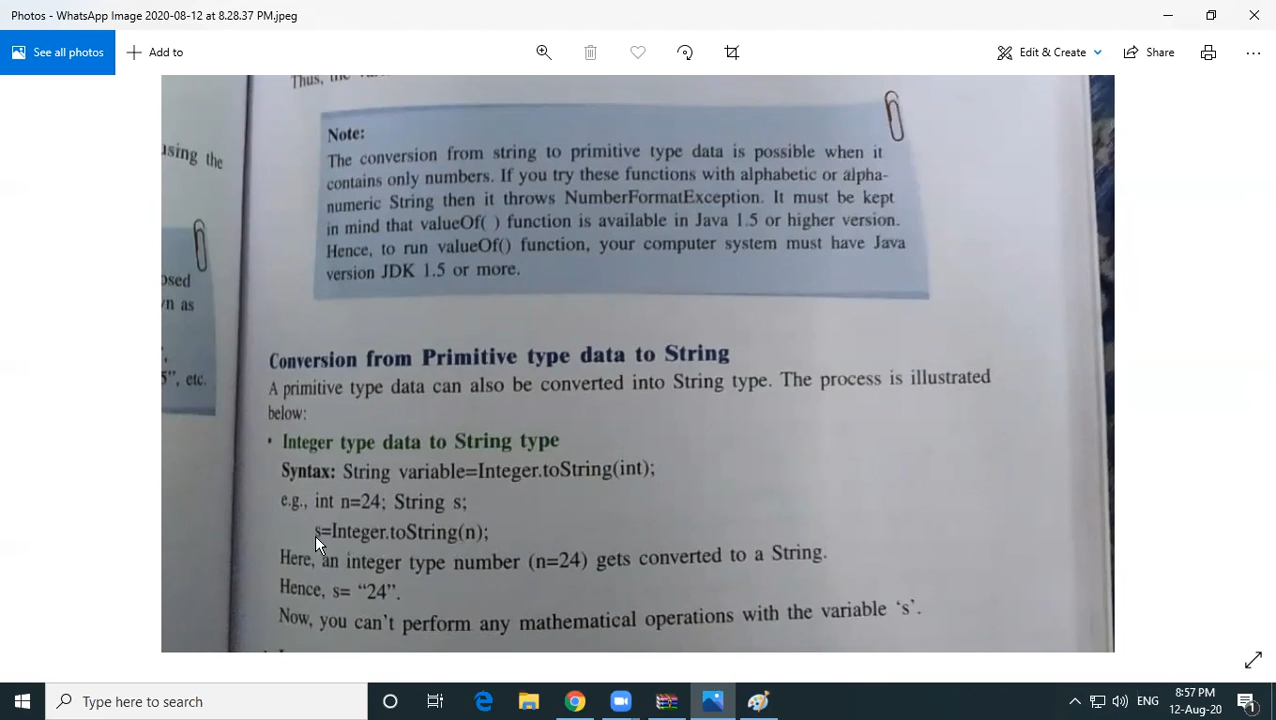 Photos - WhatsApp Image 2020-08-12 at 8.28.37 PM.jpeg
See all photos
Add to
Edit & Create
Share
Thus, the
using the
Note:
The conversion from string to primitive type data is possible when it
contains only numbers. If you try these functions with alphabetic or alpha-
numeric String then it throws NumberFormatException. It must be kept
in mind that valueOf( ) function is available in Java 1.5 or higher version.
Hence, to run valueOf() function, your computer system must have Java
version JDK 1.5 or more.
as
5”, etc.
Conversion from Primitive type data to String
A primitive type data can also be converted into String type. The process is illustrated
below:
• Integer type data to String type
Syntax: String variable=Integer.toString(int);
e.g., int n=24; String s;
s=Integer.toString(n);
Here, an integer type number (n=24) gets converted to a String.
Hence, s= “24”.
Now, you can’t perform any mathematical operations with the variable ‘s’.
Type here to search
ENG
8:57 PM
12-Aug-20
1